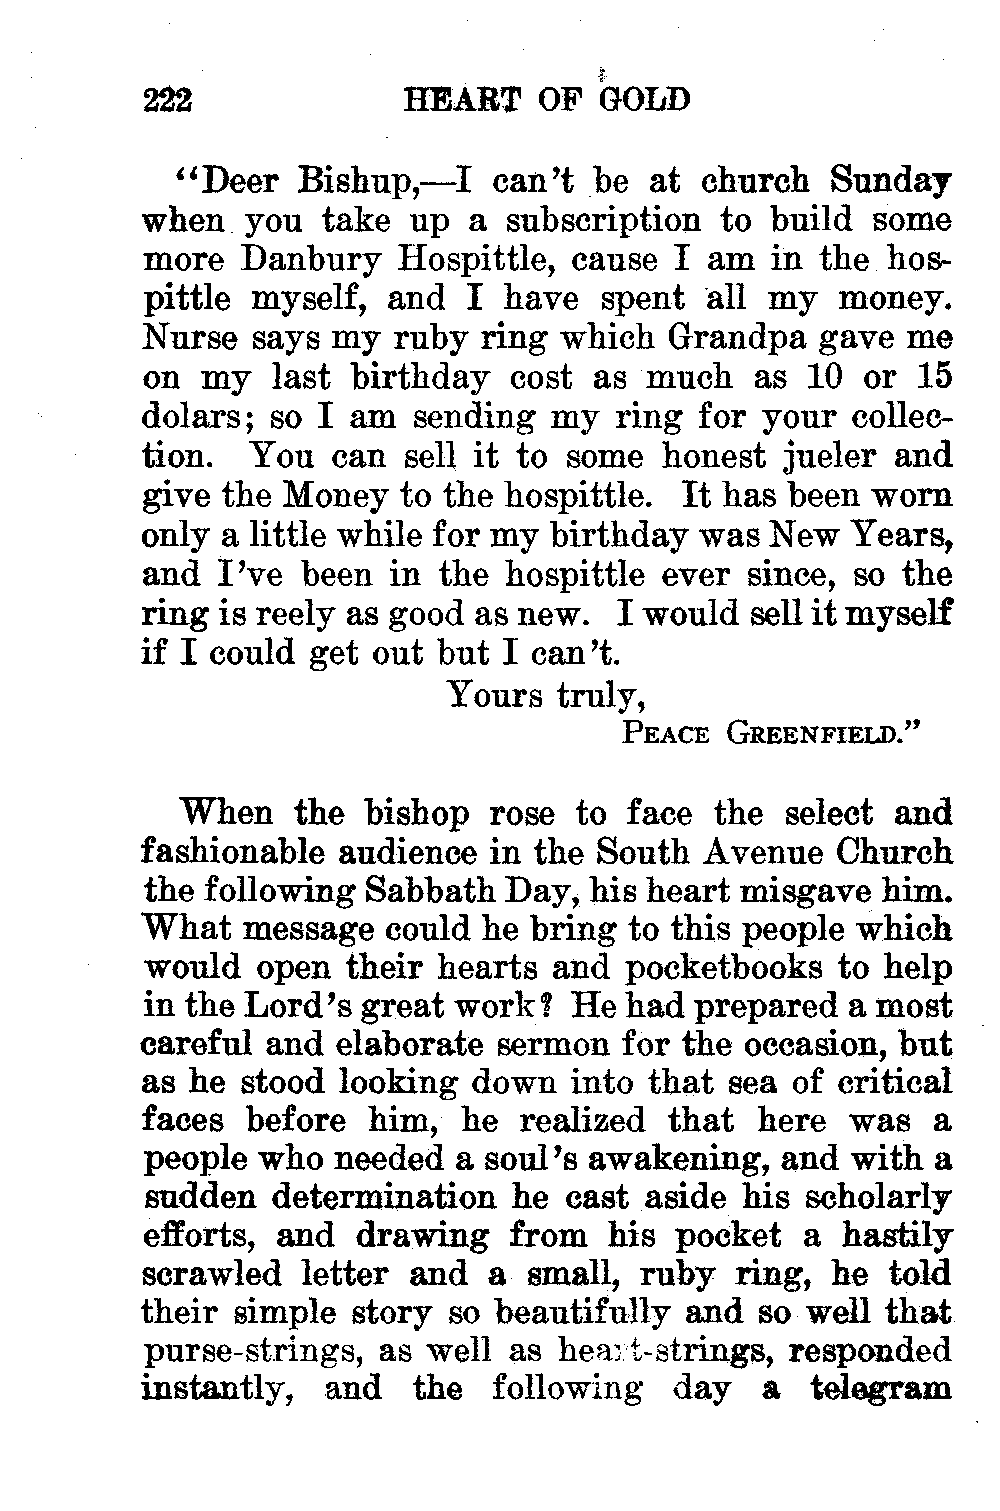 222 HEART OF GOLD
“Deer Bishup,—I can't be at church Sunday
when you take up a subscription to build some
more Danbury Hospittle, cause I am in the hos-
pittle myself, and I have spent all my money.
Nurse says my ruby ring which Grandpa gave me
on my last birthday cost as much as 10 or 15
dolars; so I am sending my ring for your collec-
tion. You can sell it to some honest jueler and
give the Money to the hospittle. It has been worn
only a little while for my birthday was New Years,
and I've been in the hospittle ever since, so the
ring is reely as good as new. I would sell it myself
if I could get out but I can't.
Yours truly,
PEACE GREENFIELD.”
When the bishop rose to face the select and
fashionable audience in the South Avenue Church
the following Sabbath Day, his heart misgave him.
What message could he bring to this people which
would open their hearts and pocketbooks to help
in the Lord's great work? He had prepared a most
careful and elaborate sermon for the occasion, but
as he stood looking down into that sea of critical
faces before him, he realized that here was a
people who needed a soul's awakening, and with a
sudden determination he cast aside his scholarly
efforts, and drawing from his pocket a hastily
scrawled letter and a small, ruby ring, he told
their simple story so beautifully and so well that
purse-strings, as well as heart-strings, responded
instantly, and the following day a telegram